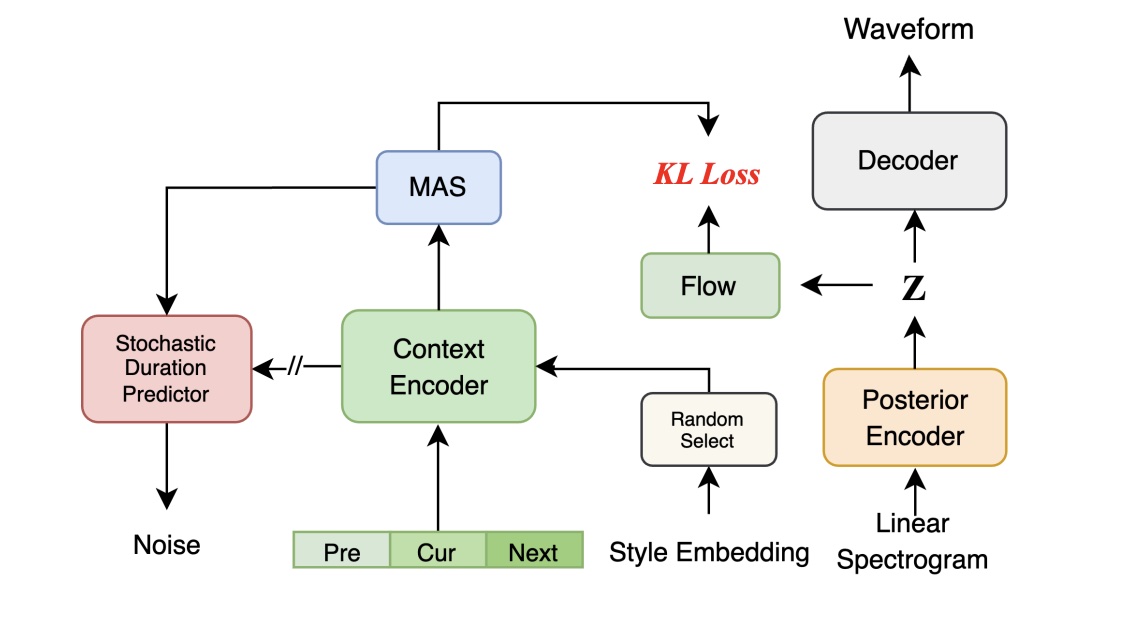 Waveform
Decoder
MAS
KL Loss
Flow
Z
Stochastic
Duration
Predictor
//
Context
Encoder
Random
Select
Posterior
Encoder
Noise
Pre Cur Next
Style Embedding
Linear
Spectrogram